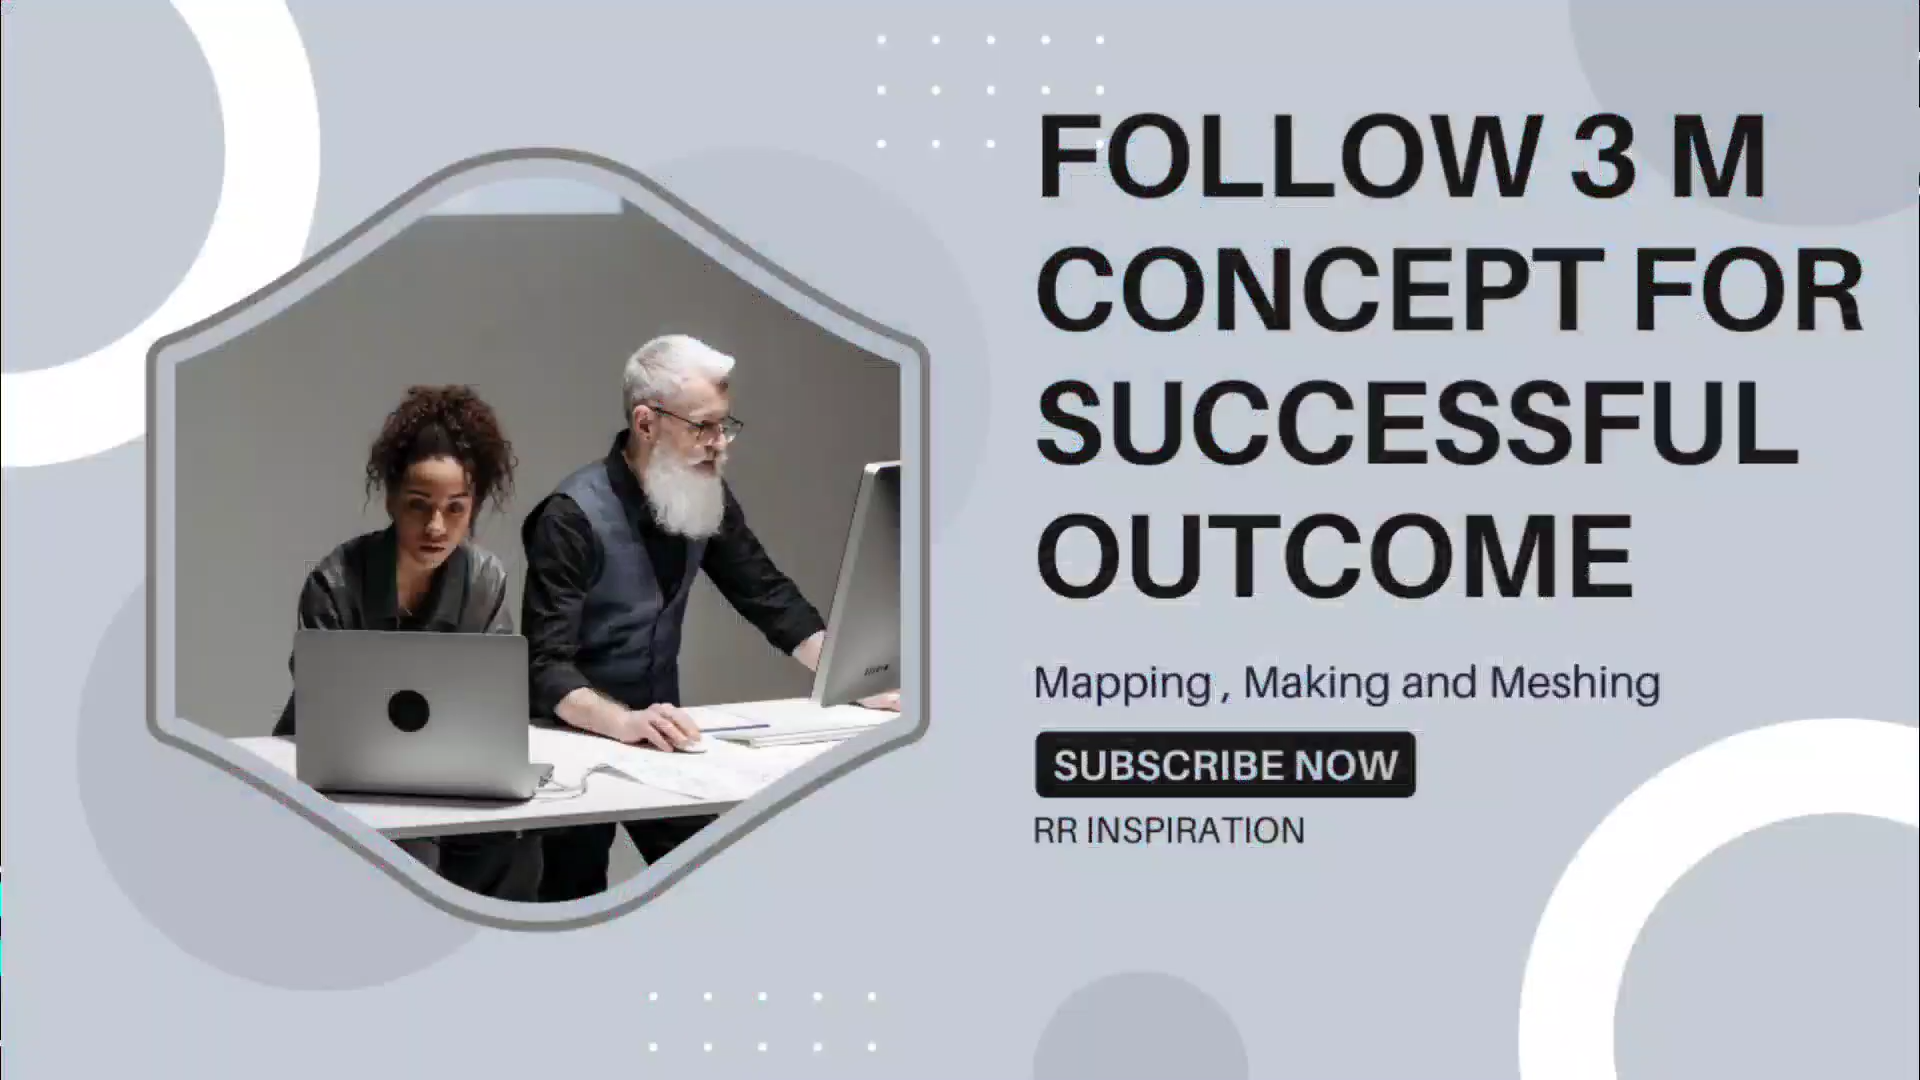 FOLLOW 3 M
CONCEPT FOR
SUCCESSFUL
OUTCOME
Mapping , Making and Meshing
SUBSCRIBE NOW
RR INSPIRATION